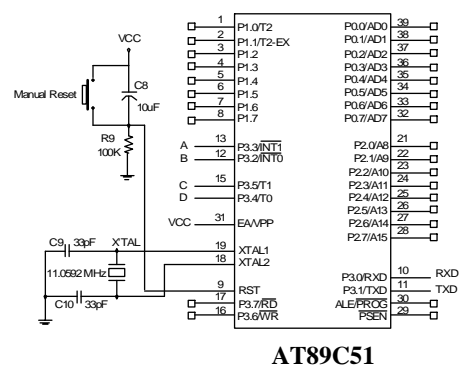 VCC
Manual Reset
C8
10uF
R9
100K
1 P1.0/T2 P0.0/AD0 39
2 P1.1/T2-EX P0.1/AD1 38
3 P1.2 P0.2/AD2 37
4 P1.3 P0.3/AD3 36
5 P1.4 P0.4/AD4 35
6 P1.5 P0.5/AD5 34
7 P1.6 P0.6/AD6 33
8 P1.7 P0.7/AD7 32
A 13 P3.3/INT1 P2.0/A8 21
B 12 P3.2/INT0 P2.1/A9 22
P2.2/A10 23
C 15 P3.5/T1 P2.3/A11 24
D 14 P3.4/T0 P2.4/A12 25
P2.5/A13 26
VCC 31 EA/VPP P2.6/A14 27
P2.7/A15 28
C9 33pF X'TAL 19 XTAL1
18 XTAL2
11.0592 MHz
C10 33pF
9 RST P3.0/RXD 10 RXD
P3.1/TXD 11 TXD
17 P3.7/RD ALE/PROG 30
16 P3.6/WR PSEN 29
AT89C51